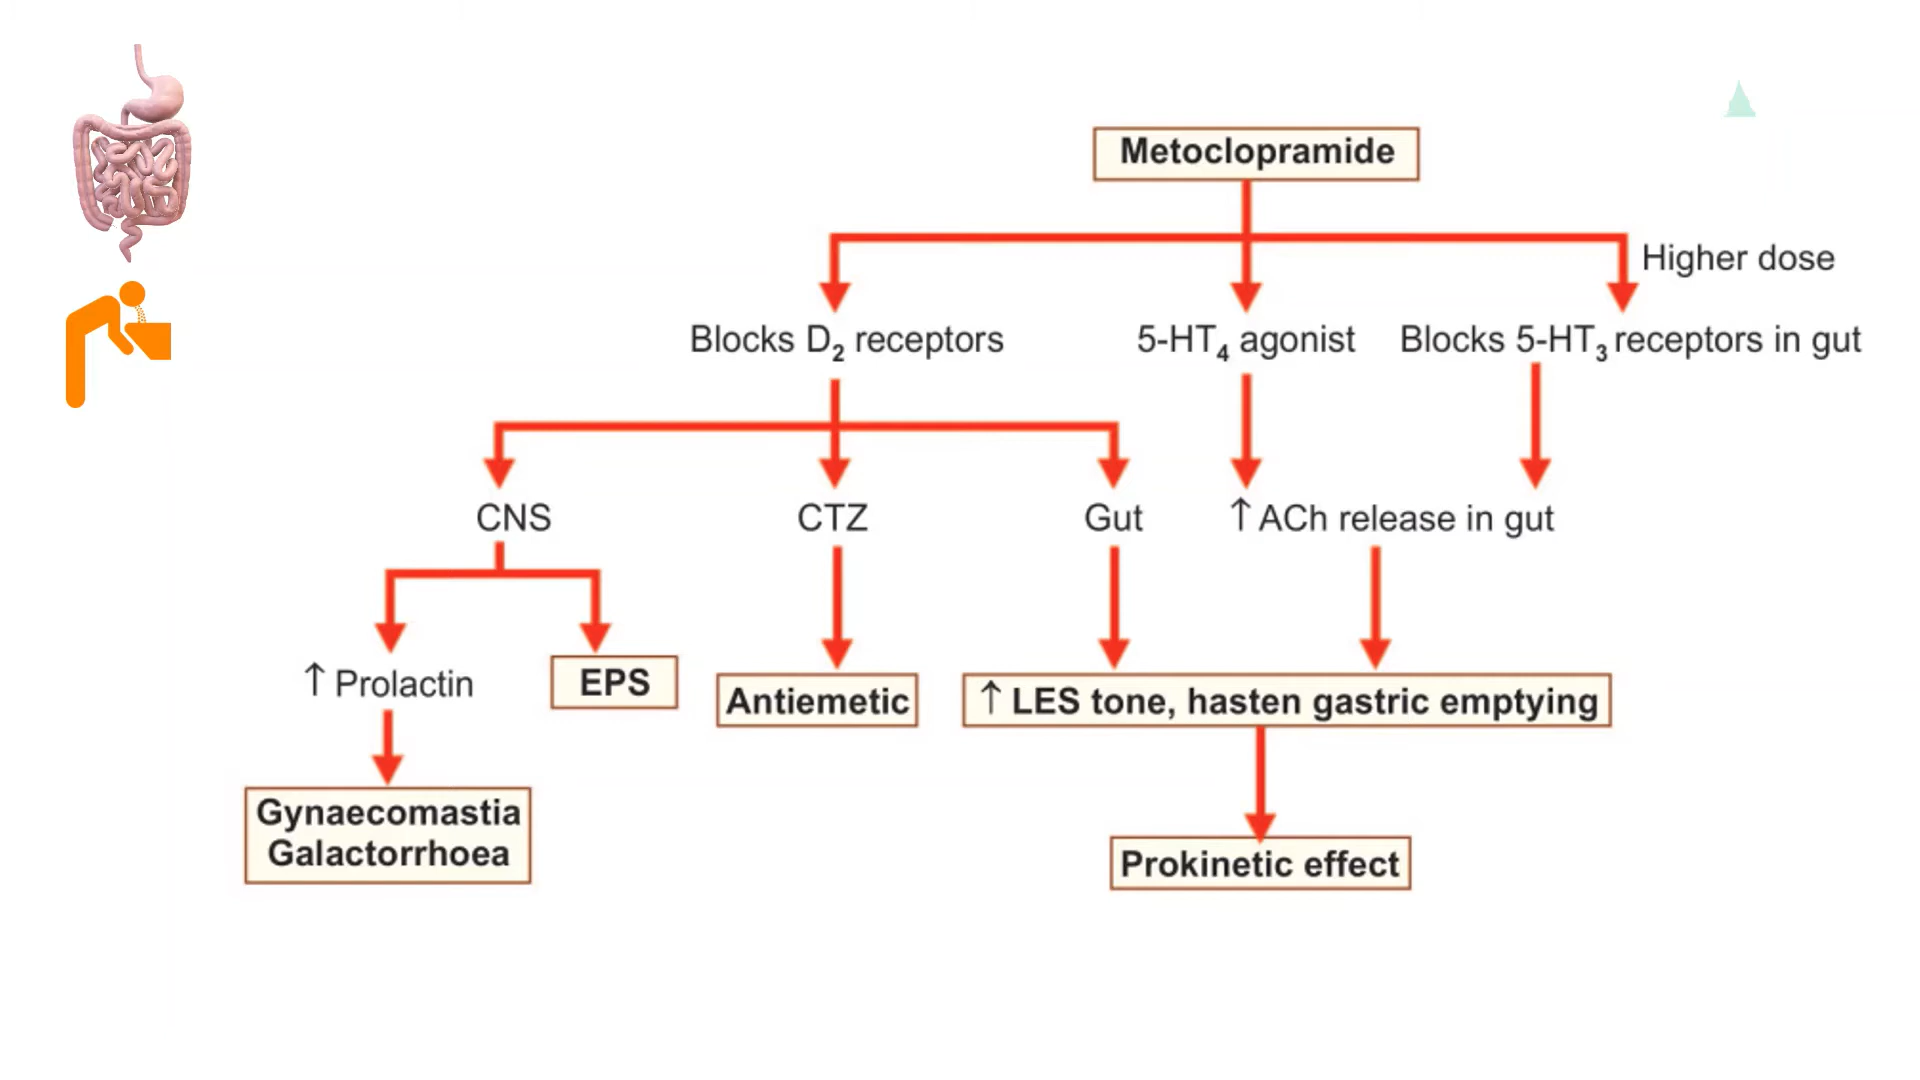 Metoclopramide
Higher dose
Blocks D₂ receptors
5-HT₄ agonist
Blocks 5-HT₃ receptors in gut
CNS
CTZ
Gut
↑ ACh release in gut
↑ Prolactin
EPS
Antiemetic
↑ LES tone, hasten gastric emptying
Gynaecomastia
Galactorrhoea
Prokinetic effect